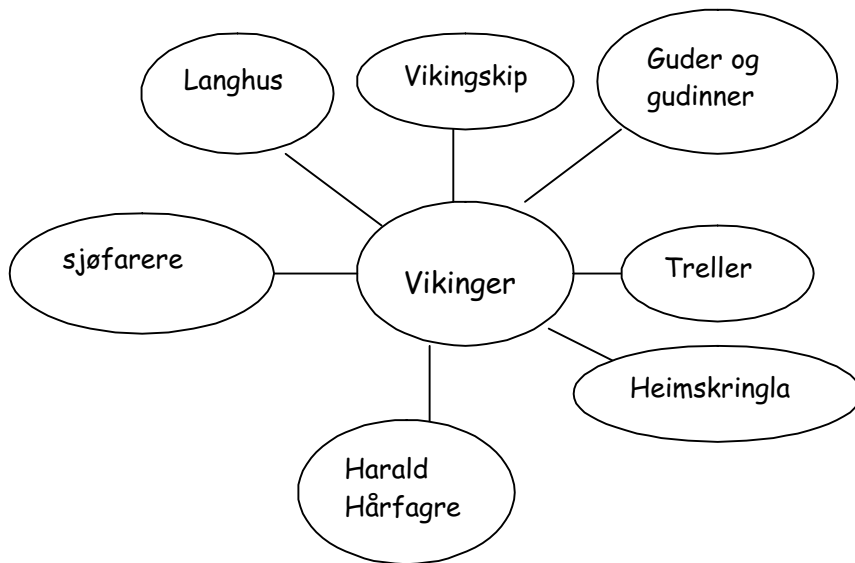 Langhus
Vikingskip
Guder og
gudinner
sjøfarere
Vikinger
Treller
Heimskringla
Harald
Hårfagre